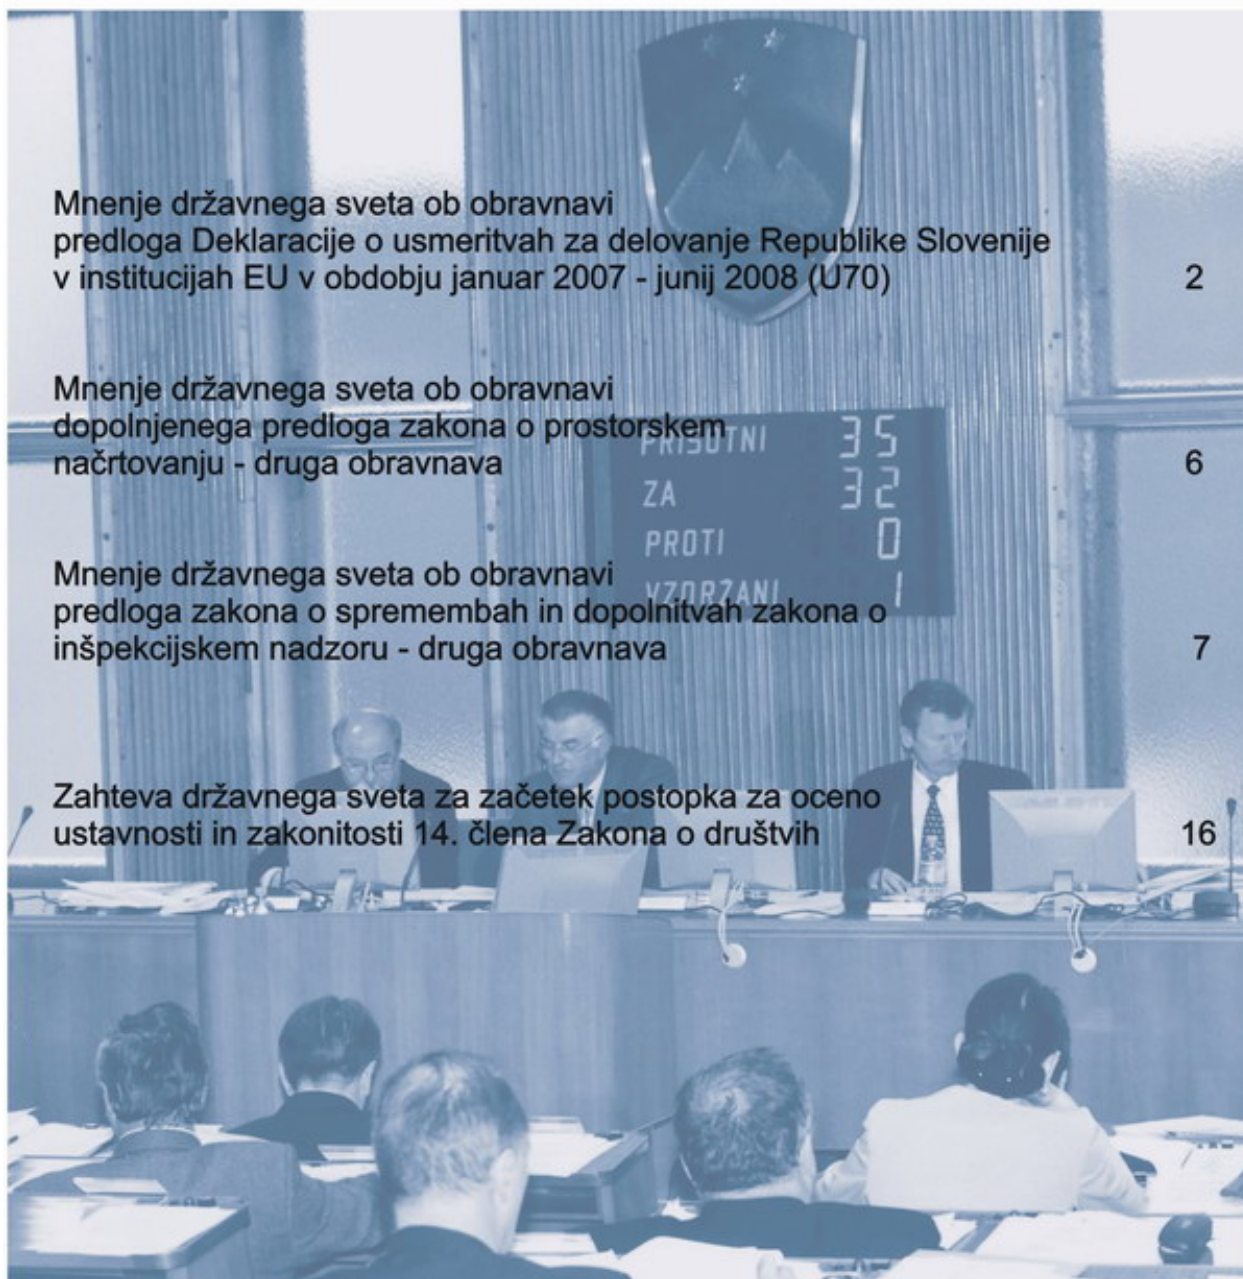 Mnenje državnega sveta ob obravnavi
predloga Deklaracije o usmeritvah za delovanje Republike Slovenije
v institucijah EU v obdobju januar 2007 - junij 2008 (U70) 2
Mnenje državnega sveta ob obravnavi
dopolnjenega predloga zakona o prostorskem
načrtovanju - druga obravnava 6
PRISOTNI 35
ZA 32
PROTI 0
VZDRŽANI 1
Mnenje državnega sveta ob obravnavi
predloga zakona o spremembah in dopolnitvah zakona o
inšpekcijskem nadzoru - druga obravnava 7
Zahteva državnega sveta za začetek postopka za oceno
ustavnosti in zakonitosti 14. člena Zakona o društvih 16